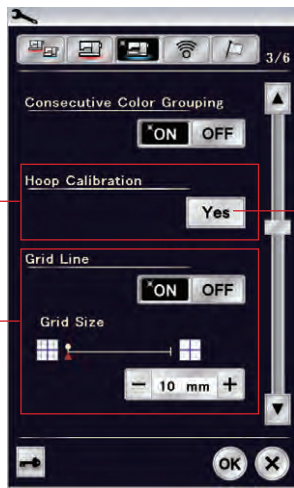 3/6
Consecutive Color Grouping
*ON OFF
Hoop Calibration
Yes
Grid Line
*ON OFF
Grid Size
− 10 mm +
OK X